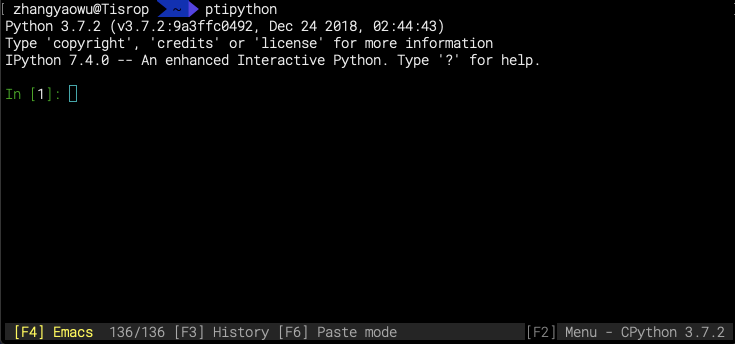 [ zhangyaowu@Tisrop ~ ptipython
Python 3.7.2 (v3.7.2:9a3ffc0492, Dec 24 2018, 02:44:43)
Type 'copyright', 'credits' or 'license' for more information
IPython 7.4.0 -- An enhanced Interactive Python. Type '?' for help.
In [1]:
[F4] Emacs 136/136 [F3] History [F6] Paste mode [F2] Menu - CPython 3.7.2